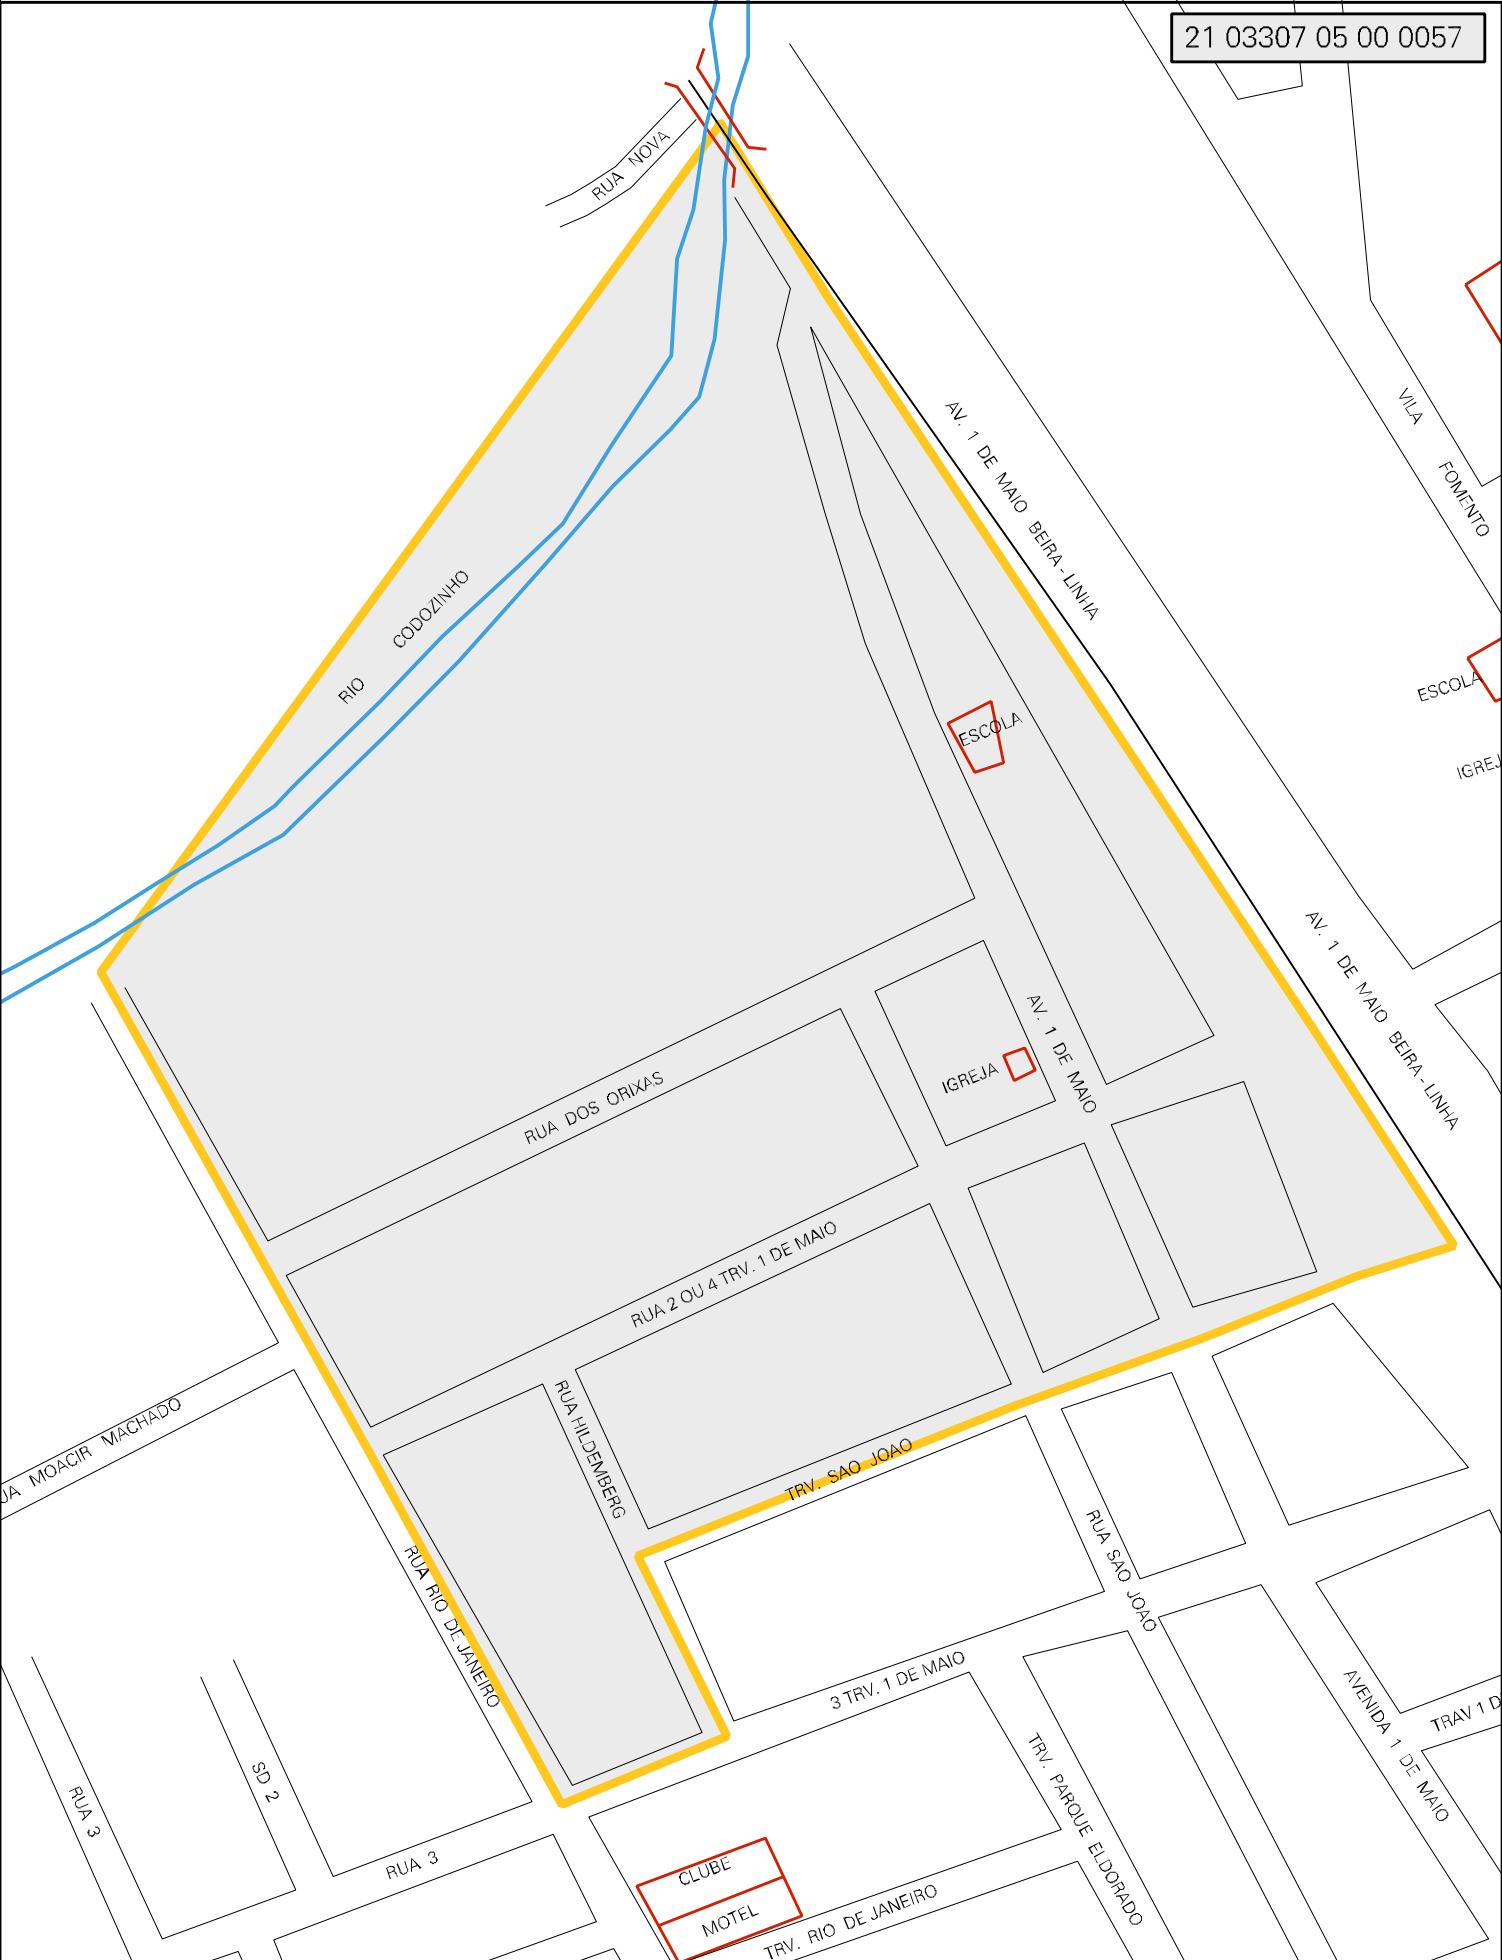 21 03307 05 00 0057
RUA NOVA
VILA FOMENTO
AV. 1 DE MAIO BEIRA-LINHA
RIO CODOZINHO
ESCOLA
ESCOLA
IGREJ
AV. 1 DE MAIO BEIRA-LINHA
AV. 1 DE MAIO
IGREJA
RUA DOS ORIXAS
RUA 2 OU 4 TRV. 1 DE MAIO
RUA HILDEMBERG
UA MOACIR MACHADO
TRV. SAO JOAO
RUA SAO JOAO
RUA RIO DE JANEIRO
3 TRV. 1 DE MAIO
AVENIDA 1 DE MAIO
TRAV 1 D
TRV. PARQUE ELDORADO
SD 2
RUA 3
RUA 3
CLUBE
MOTEL
TRV. RIO DE JANEIRO